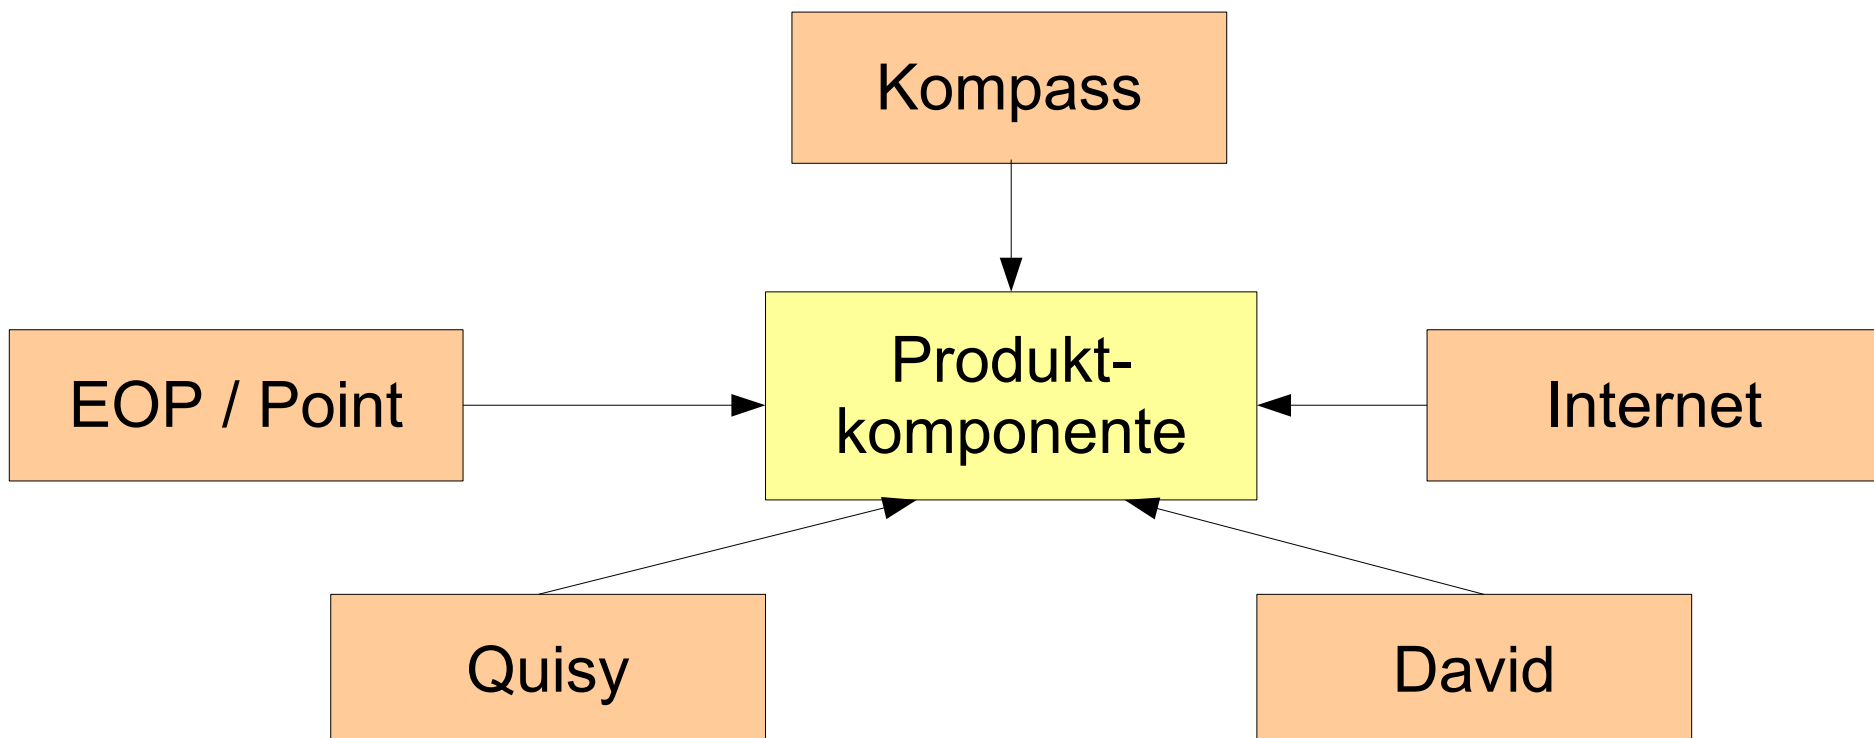 Kompass
EOP / Point
Produkt-
komponente
Internet
Quisy
David